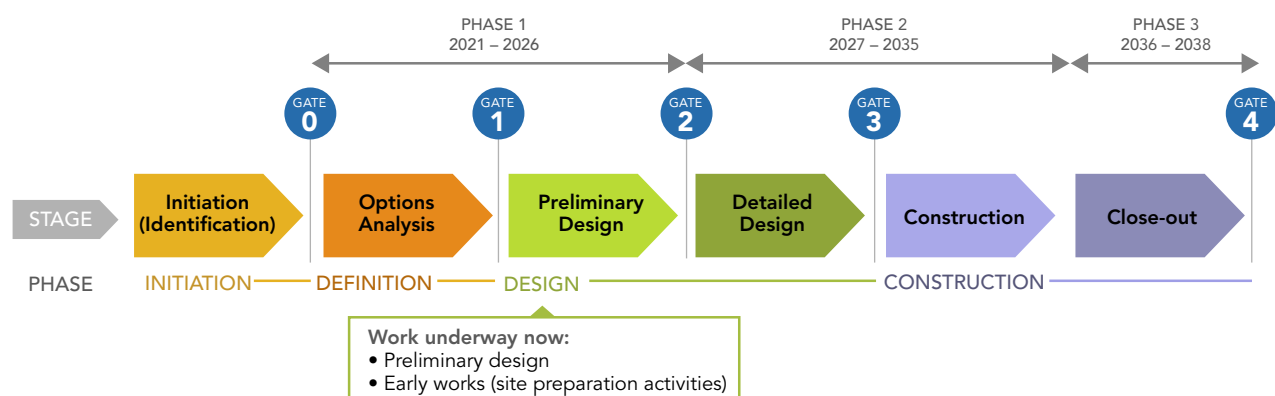 PHASE 1
2021 – 2026
PHASE 2
2027 – 2035
PHASE 3
2036 – 2038
GATE
0
GATE
1
GATE
2
GATE
3
GATE
4
STAGE
Initiation
(Identification)
Options
Analysis
Preliminary
Design
Detailed
Design
Construction
Close-out
PHASE
INITIATION
DEFINITION
DESIGN
CONSTRUCTION
Work underway now:
• Preliminary design
• Early works (site preparation activities)